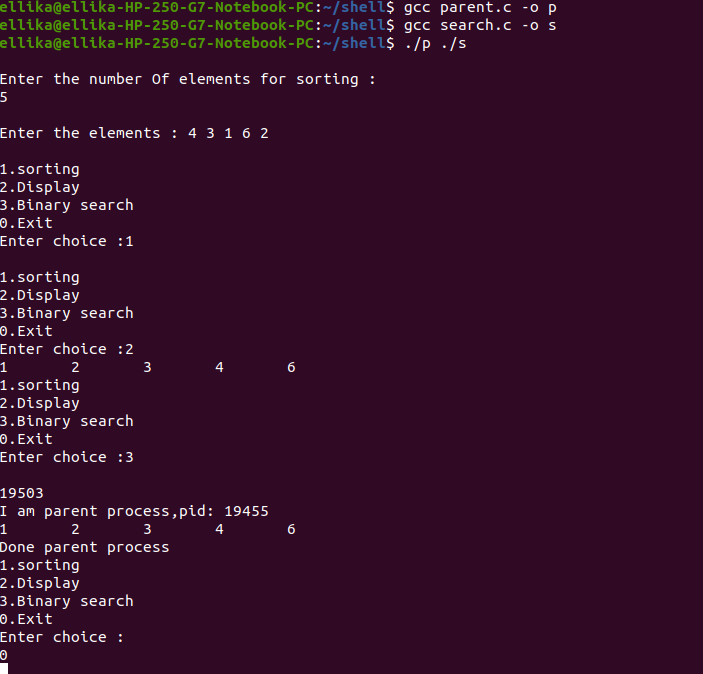 ellika@ellika-HP-250-G7-Notebook-PC:~/shell$ gcc parent.c -o p
ellika@ellika-HP-250-G7-Notebook-PC:~/shell$ gcc search.c -o s
ellika@ellika-HP-250-G7-Notebook-PC:~/shell$ ./p ./s
Enter the number Of elements for sorting :
5
Enter the elements : 4 3 1 6 2
1.sorting
2.Display
3.Binary search
0.Exit
Enter choice :1
1.sorting
2.Display
3.Binary search
0.Exit
Enter choice :2
1 2 3 4 6
1.sorting
2.Display
3.Binary search
0.Exit
Enter choice :3
19503
I am parent process,pid: 19455
1 2 3 4 6
Done parent process
1.sorting
2.Display
3.Binary search
0.Exit
Enter choice :
0